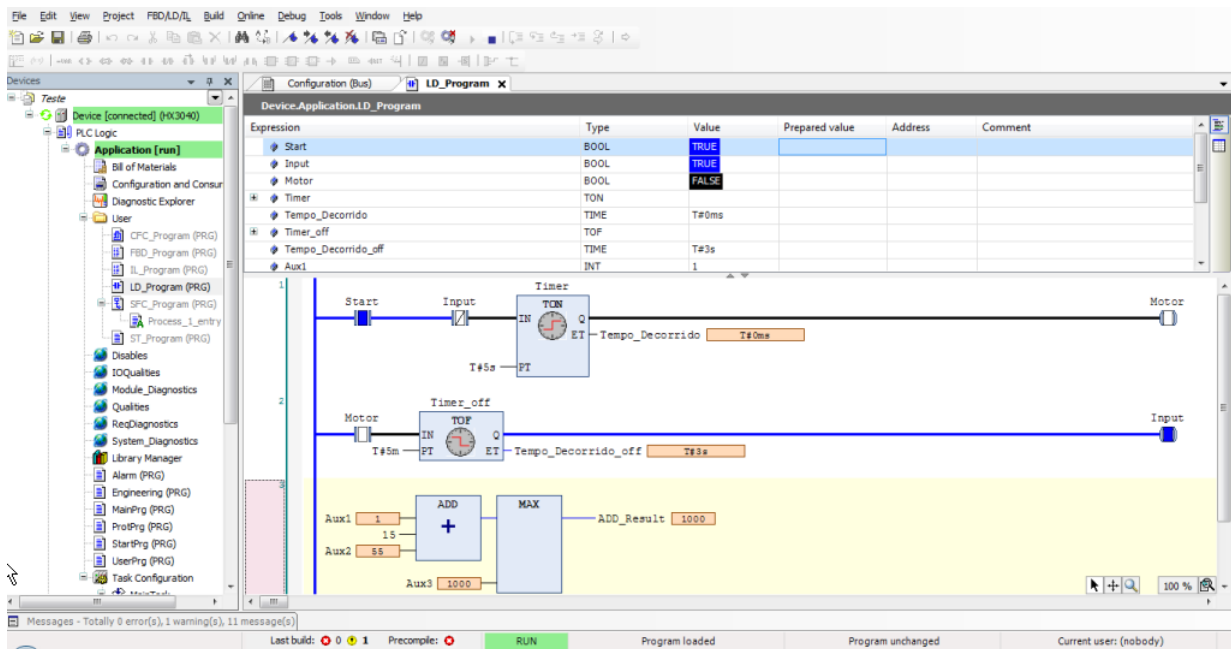 File Edit View Project FBD/LD/IL Build Online Debug Tools Window Help
Devices
Configuration (Bus) LD_Program
Teste
Device [connected] (HX3040)
PLC Logic
Application [run]
Bill of Materials
Configuration and Consur
Diagnostic Explorer
User
CFC_Program (PRG)
FBD_Program (PRG)
IL_Program (PRG)
LD_Program (PRG)
SFC_Program (PRG)
Process_1_entry
ST_Program (PRG)
Disables
IOQualities
Module_Diagnostics
Qualities
ReqDiagnostics
System_Diagnostics
Library Manager
Alarm (PRG)
Engineering (PRG)
MainPrg (PRG)
ProtPrg (PRG)
StartPrg (PRG)
UserPrg (PRG)
Task Configuration
MainTask
Device.Application.LD_Program
Expression Type Value Prepared value Address Comment
Start BOOL TRUE
Input BOOL TRUE
Motor BOOL FALSE
Timer TON
Tempo_Decorrido TIME T#0ms
Timer_off TOF
Tempo_Decorrido_off TIME T#3s
Aux1 INT 1
1
Timer
Start Input TON Motor
IN Q
ET Tempo_Decorrido T#0ms
T#5s PT
2
Timer_off
Motor TOF Input
IN Q
T#5m PT ET Tempo_Decorrido_off T#3s
3
ADD MAX
Aux1 1 + ADD_Result 1000
15
Aux2 55
Aux3 1000
100 %
Messages - Totally 0 error(s), 1 warning(s), 11 message(s)
Last build: 0 1 Precompile: RUN Program loaded Program unchanged Current user: (nobody)